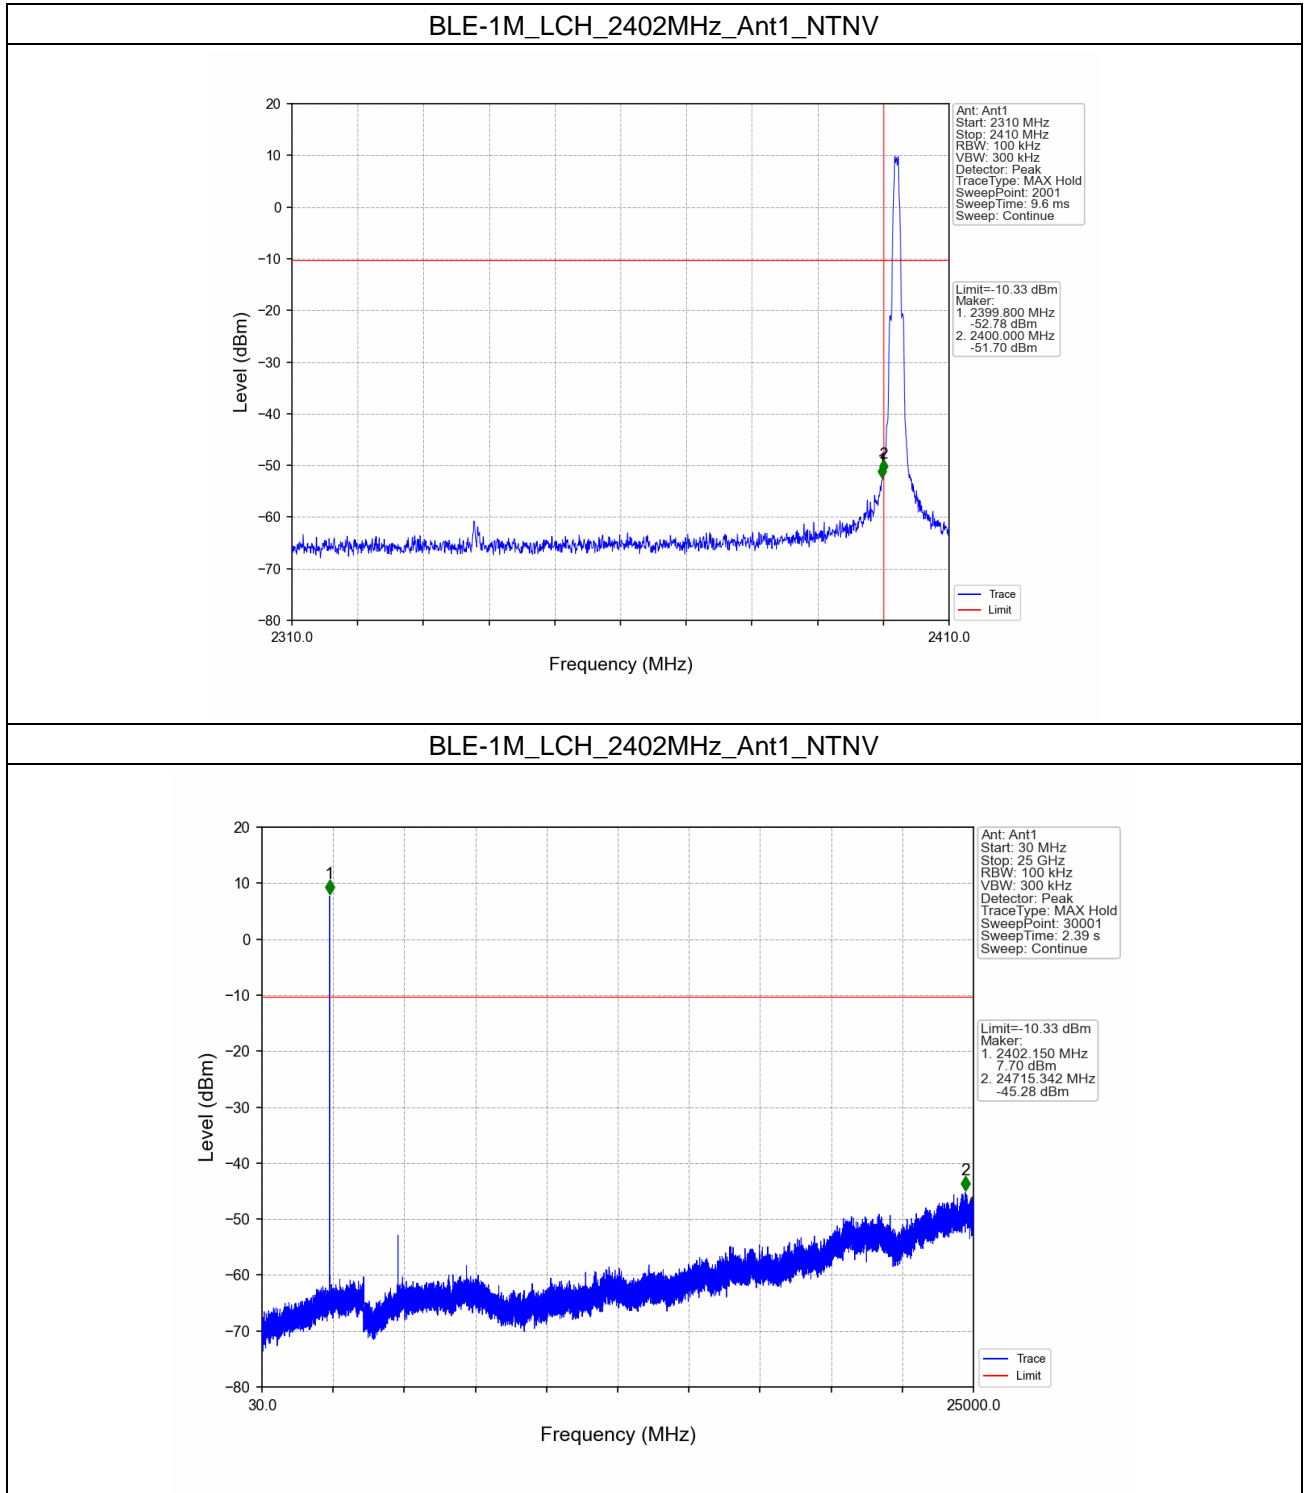 BLE-1M_LCH_2402MHz_Ant1_NTNV
20
10
0
−10
−20
−30
−40
−50
−60
−70
−80
Level (dBm)
2310.0
2410.0
Frequency (MHz)
2
Ant: Ant1
Start: 2310 MHz
Stop: 2410 MHz
RBW: 100 kHz
VBW: 300 kHz
Detector: Peak
TraceType: MAX Hold
SweepPoint: 2001
SweepTime: 9.6 ms
Sweep: Continue
Limit=-10.33 dBm
Maker:
1. 2399.800 MHz
-52.78 dBm
2. 2400.000 MHz
-51.70 dBm
Trace
Limit
BLE-1M_LCH_2402MHz_Ant1_NTNV
20
10
0
−10
−20
−30
−40
−50
−60
−70
−80
Level (dBm)
30.0
25000.0
Frequency (MHz)
1
2
Ant: Ant1
Start: 30 MHz
Stop: 25 GHz
RBW: 100 kHz
VBW: 300 kHz
Detector: Peak
TraceType: MAX Hold
SweepPoint: 30001
SweepTime: 2.39 s
Sweep: Continue
Limit=-10.33 dBm
Maker:
1. 2402.150 MHz
7.70 dBm
2. 24715.342 MHz
-45.28 dBm
Trace
Limit